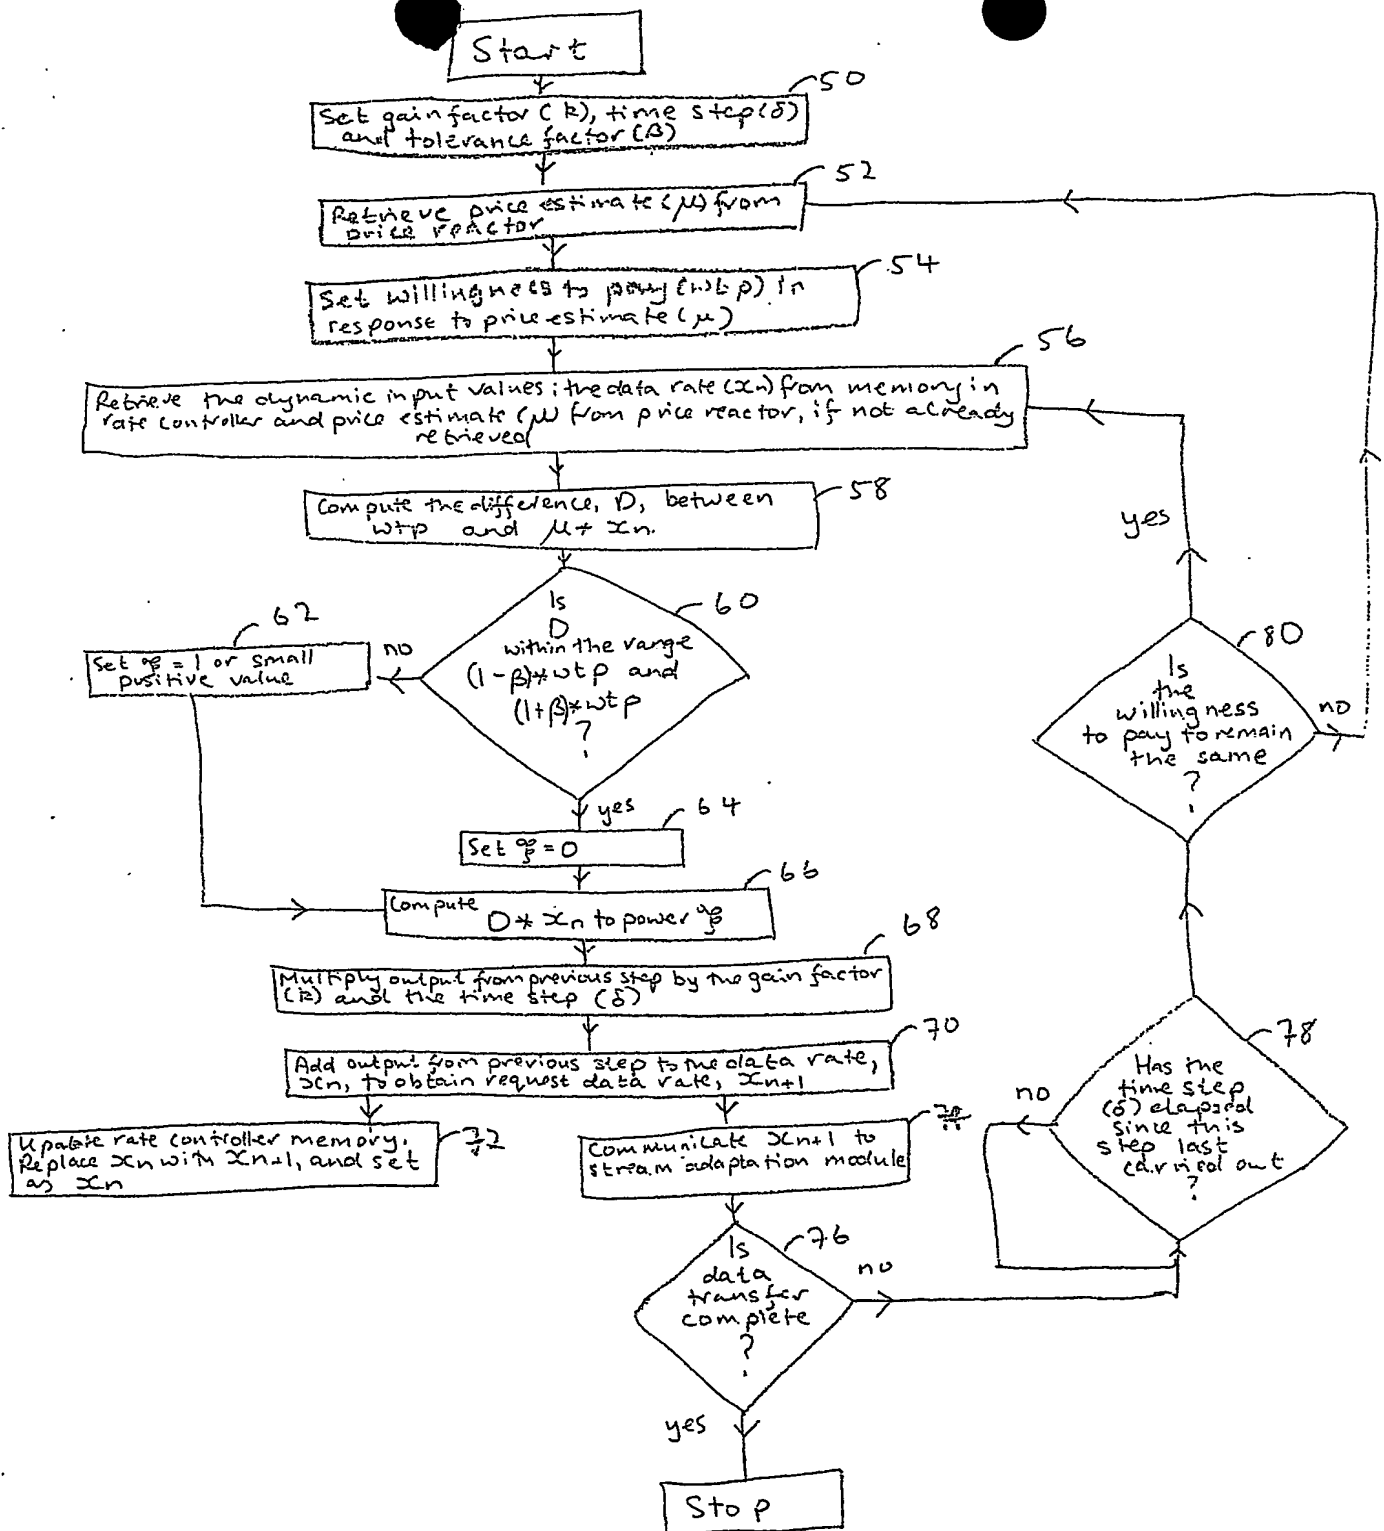 Start
50
Set gain factor (k), time step (δ)
and tolerance factor (β)
52
Retrieve price estimate (μ) from
price reactor
54
Set willingness to pay (wtp) in
response to price estimate (μ)
56
Retrieve the dynamic input values: the data rate (xn) from memory in
rate controller and price estimate (μ) from price reactor, if not already
retrieved
58
Compute the difference, D, between
wtp and μ * xn.
60
Is
D
within the range
(1-β)*wtp and
(1+β)*wtp
?
no
62
Set = 1 or small
positive value
yes
64
Set = 0
66
Compute
D * xn to power
68
Multiply output from previous step by the gain factor
(k) and the time step (δ)
70
Add output from previous step to the data rate,
xn, to obtain request data rate, xn+1
72
Update rate controller memory.
Replace xn with xn+1, and set
as xn
Communicate xn+1 to
stream adaptation module
76
Is
data
transfer
complete
?
no
yes
Stop
78
Has the
time step
(δ) elapsed
since this
step last
carried out
?
no
80
Is
the
willingness
to pay to remain
the same
?
no
yes